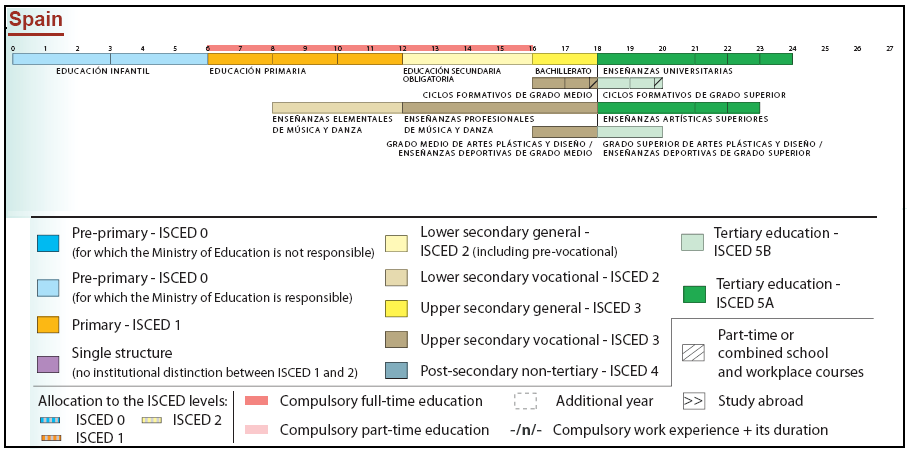 Spain
0 1 2 3 4 5 6 7 8 9 10 11 12 13 14 15 16 17 18 19 20 21 22 23 24 25 26 27
EDUCACIÓN INFANTIL EDUCACIÓN PRIMARIA EDUCACIÓN SECUNDARIA BACHILLERATO ENSEÑANZAS UNIVERSITARIAS
OBLIGATORIA
CICLOS FORMATIVOS DE GRADO MEDIO CICLOS FORMATIVOS DE GRADO SUPERIOR
ENSEÑANZAS ELEMENTALES ENSEÑANZAS PROFESIONALES ENSEÑANZAS ARTÍSTICAS SUPERIORES
DE MÚSICA Y DANZA DE MÚSICA Y DANZA
GRADO MEDIO DE ARTES PLÁSTICAS Y DISEÑO / GRADO SUPERIOR DE ARTES PLÁSTICAS Y DISEÑO /
ENSEÑANZAS DEPORTIVAS DE GRADO MEDIO ENSEÑANZAS DEPORTIVAS DE GRADO SUPERIOR
Pre-primary - ISCED 0
(for which the Ministry of Education is not responsible)
Pre-primary - ISCED 0
(for which the Ministry of Education is responsible)
Primary - ISCED 1
Single structure
(no institutional distinction between ISCED 1 and 2)
Lower secondary general -
ISCED 2 (including pre-vocational)
Lower secondary vocational - ISCED 2
Upper secondary general - ISCED 3
Upper secondary vocational - ISCED 3
Post-secondary non-tertiary - ISCED 4
Tertiary education -
ISCED 5B
Tertiary education -
ISCED 5A
Part-time or
combined school
and workplace courses
Allocation to the ISCED levels:
ISCED 0 ISCED 2
ISCED 1
Compulsory full-time education
Compulsory part-time education
Additional year
-/n/- Compulsory work experience + its duration
>> Study abroad